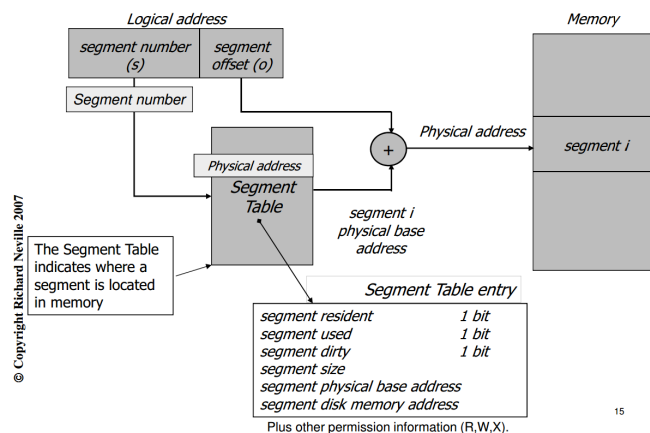 Logical address
Memory
segment number
(s)
segment
offset (o)
Segment number
+
Physical address
segment i
Physical address
Segment
Table
segment i
physical base
address
The Segment Table
indicates where a
segment is located
in memory
© Copyright Richard Neville 2007
Segment Table entry
segment resident 1 bit
segment used 1 bit
segment dirty 1 bit
segment size
segment physical base address
segment disk memory address
15
Plus other permission information (R,W,X).